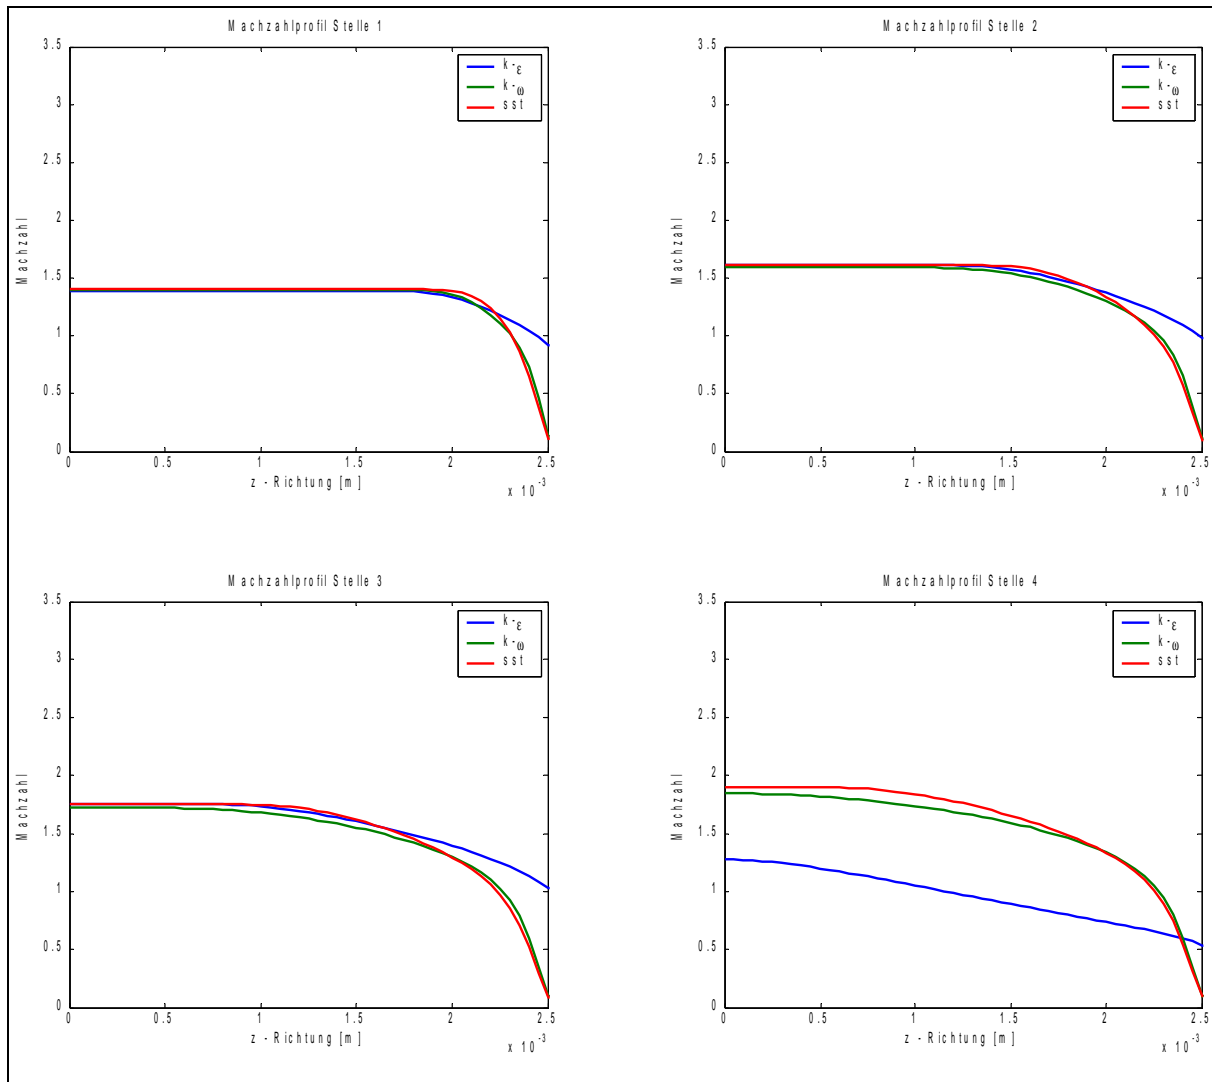 Machzahlprofil Stelle 1
3.5
3
2.5
2
1.5
1
0.5
0
Machzahl
k-ε
k-ω
sst
0 0.5 1 1.5 2 2.5
z - Richtung [m]
x 10-3
Machzahlprofil Stelle 2
3.5
3
2.5
2
1.5
1
0.5
0
Machzahl
k-ε
k-ω
sst
0 0.5 1 1.5 2 2.5
z - Richtung [m]
x 10-3
Machzahlprofil Stelle 3
3.5
3
2.5
2
1.5
1
0.5
0
Machzahl
k-ε
k-ω
sst
0 0.5 1 1.5 2 2.5
z - Richtung [m]
x 10-3
Machzahlprofil Stelle 4
3.5
3
2.5
2
1.5
1
0.5
0
Machzahl
k-ε
k-ω
sst
0 0.5 1 1.5 2 2.5
z - Richtung [m]
x 10-3